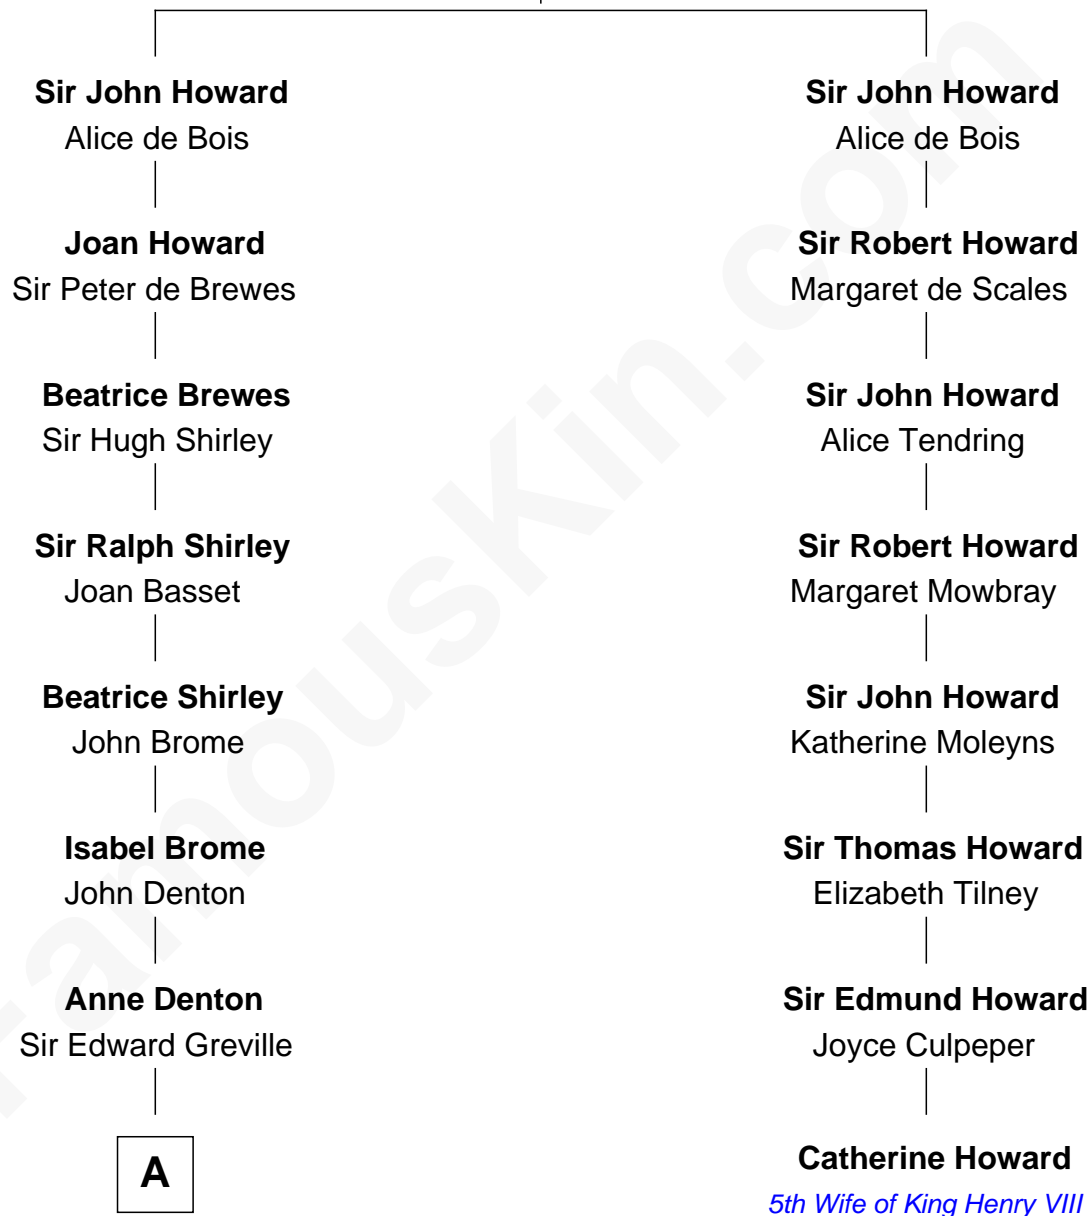 Sir John Howard
Alice de Bois
Joan Howard
Sir Peter de Brewes
Beatrice Brewes
Sir Hugh Shirley
Sir Ralph Shirley
Joan Basset
Beatrice Shirley
John Brome
Isabel Brome
John Denton
Anne Denton
Sir Edward Greville
A
Sir John Howard
Alice de Bois
Sir Robert Howard
Margaret de Scales
Sir John Howard
Alice Tendring
Sir Robert Howard
Margaret Mowbray
Sir John Howard
Katherine Moleyns
Sir Thomas Howard
Elizabeth Tilney
Sir Edmund Howard
Joyce Culpeper
Catherine Howard
5th Wife of King Henry VIII
FamousKin.com